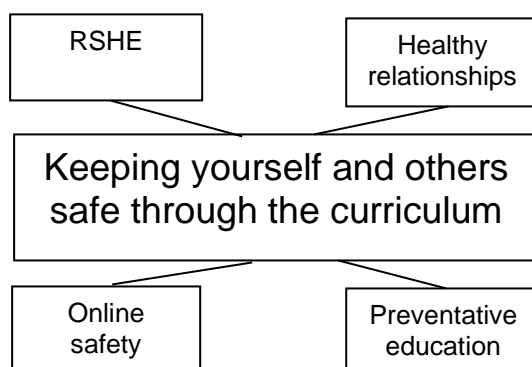 RSHE
Healthy
relationships
Keeping yourself and others
safe through the curriculum
Online
safety
Preventative
education